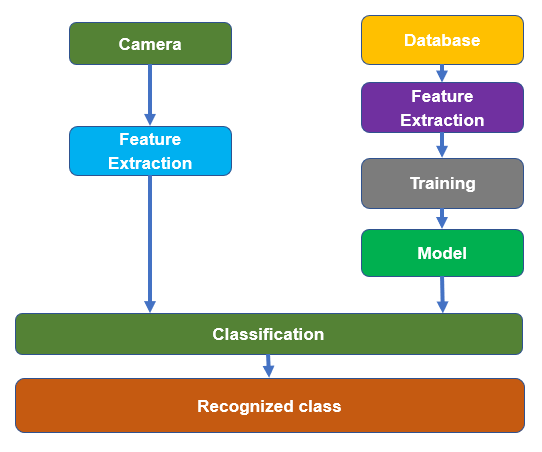 Camera
Database
Feature
Extraction
Feature
Extraction
Training
Model
Classification
Recognized class